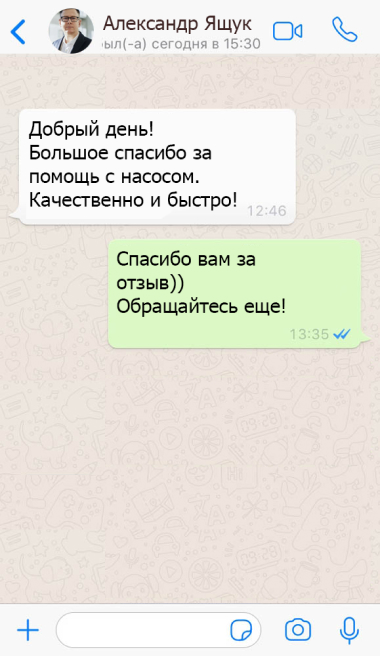 Александр Ящук
ыл(-а) сегодня в 15:30
Добрый день!
Большое спасибо за
помощь с насосом.
Качественно и быстро!
12:46
Спасибо вам за
отзыв))
Обращайтесь еще!
13:35